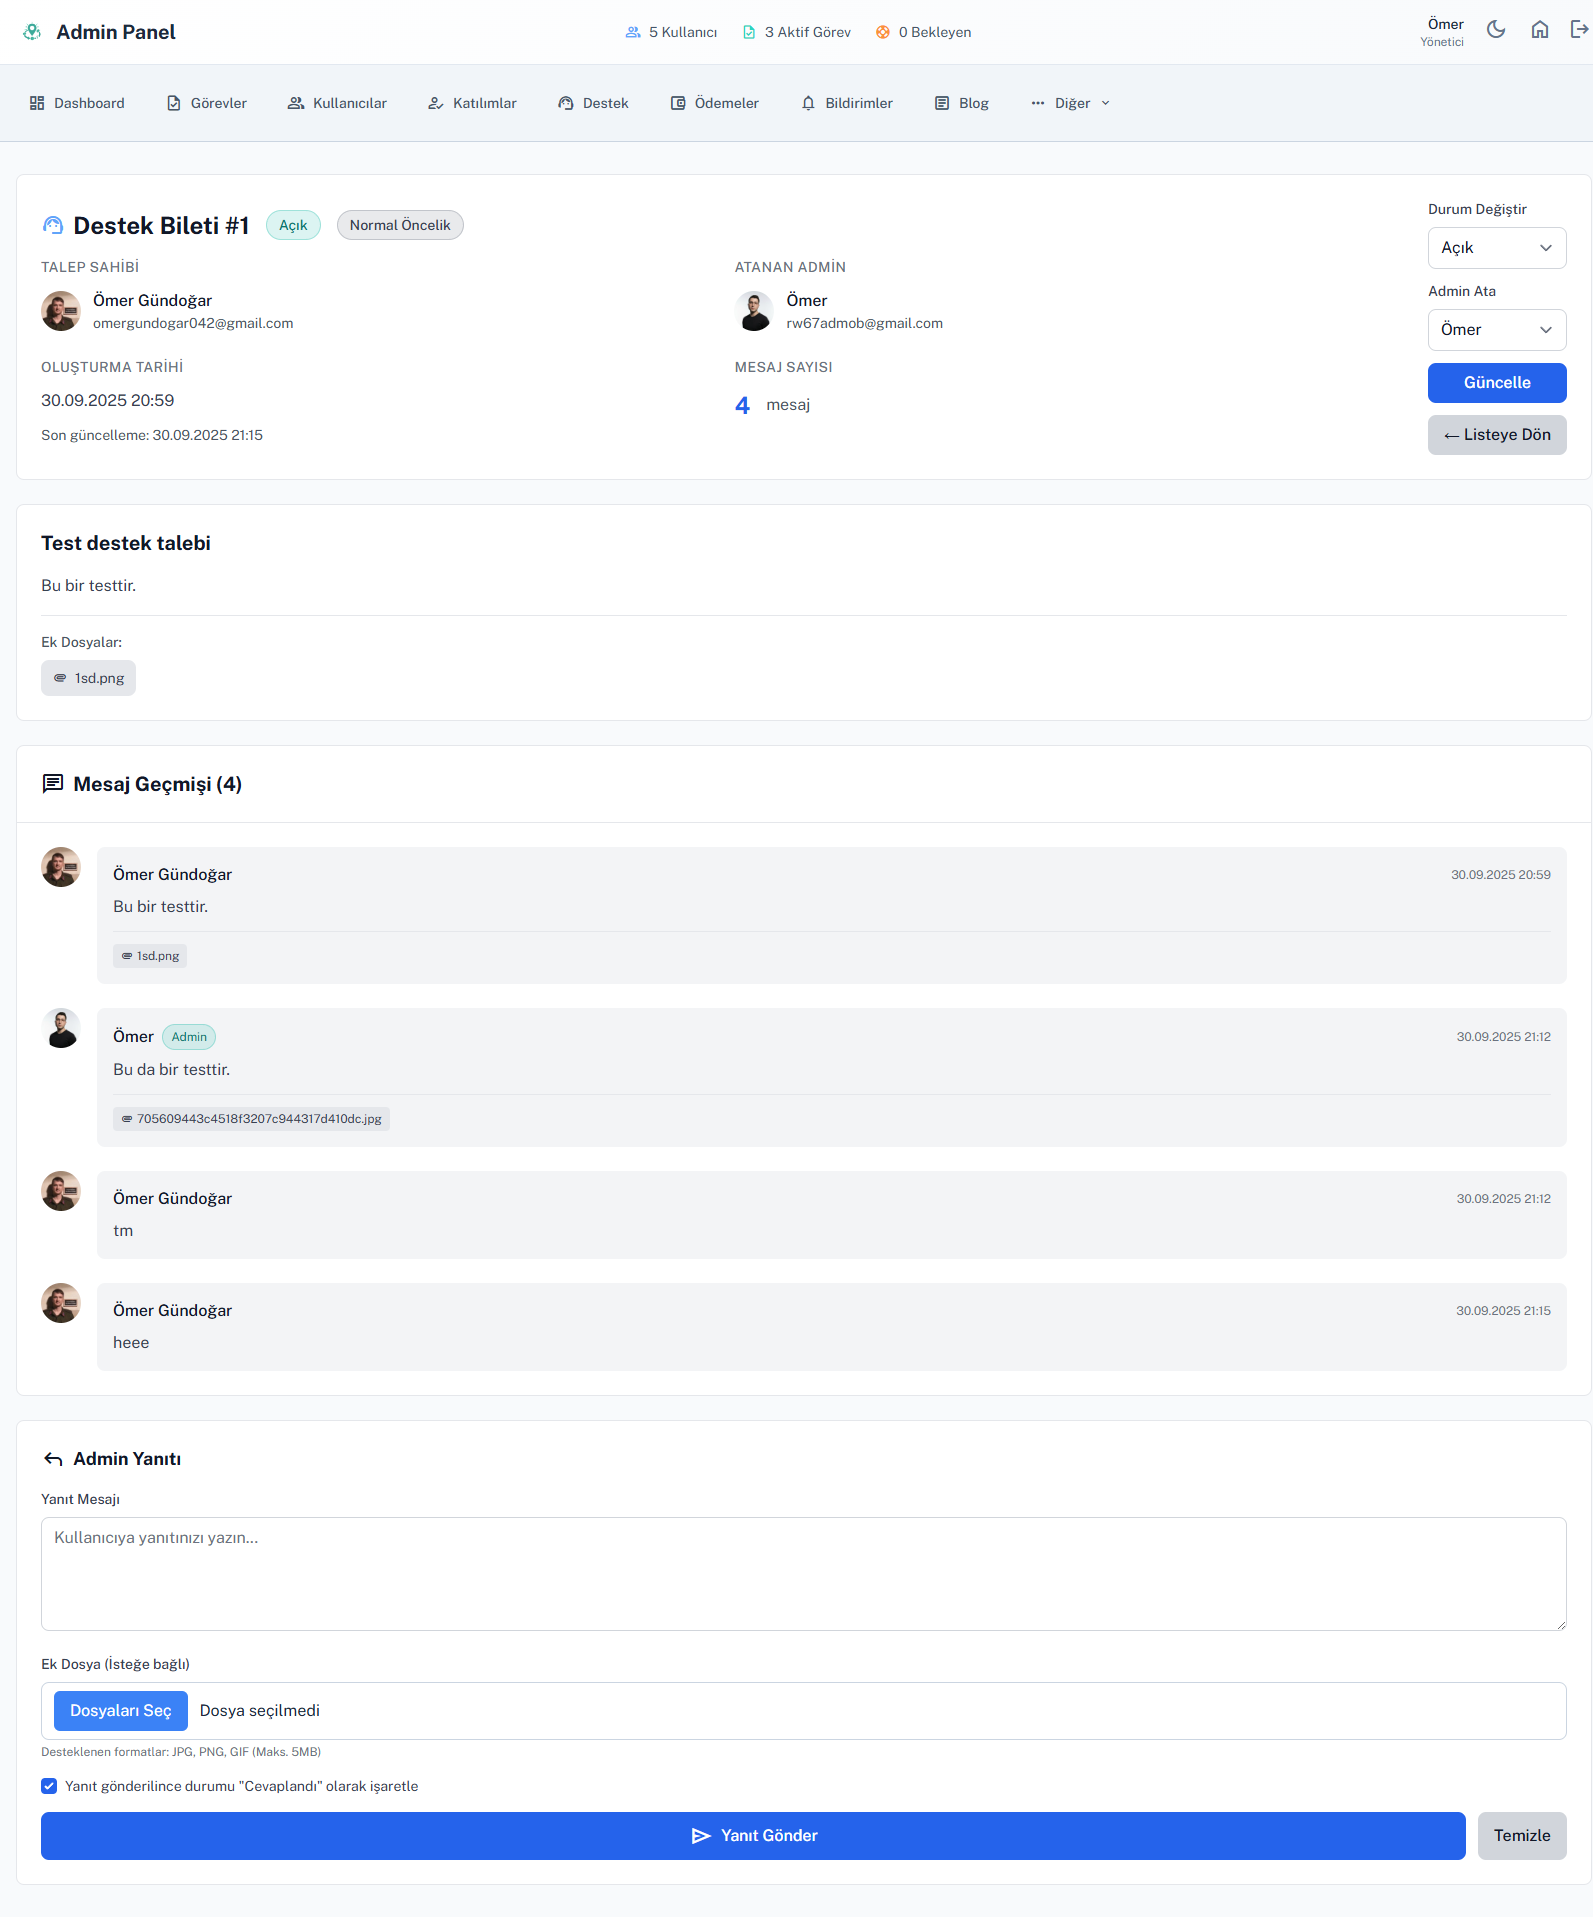 Admin Panel
5 Kullanıcı
3 Aktif Görev
0 Bekleyen
Ömer
Yönetici
Dashboard
Görevler
Kullanıcılar
Katılımlar
Destek
Ödemeler
Bildirimler
Blog
Diğer
Destek Bileti #1
Açık
Normal Öncelik
TALEP SAHİBİ
Ömer Gündoğar
omergundogar042@gmail.com
ATANAN ADMIN
Ömer
rw67admob@gmail.com
OLUŞTURMA TARİHİ
30.09.2025 20:59
Son güncelleme: 30.09.2025 21:15
MESAJ SAYISI
4 mesaj
Durum Değiştir
Açık
Admin Ata
Ömer
Güncelle
← Listeye Dön
Test destek talebi
Bu bir testtir.
Ek Dosyalar:
1sd.png
Mesaj Geçmişi (4)
Ömer Gündoğar
30.09.2025 20:59
Bu bir testtir.
1sd.png
Ömer Admin
30.09.2025 21:12
Bu da bir testtir.
705609443c4518f3207c944317d410dc.jpg
Ömer Gündoğar
30.09.2025 21:12
tm
Ömer Gündoğar
30.09.2025 21:15
heee
Admin Yanıtı
Yanıt Mesajı
Kullanıcıya yanıtınızı yazın...
Ek Dosya (İsteğe bağlı)
Dosyaları Seç Dosya seçilmedi
Desteklenen formatlar: JPG, PNG, GIF (Maks. 5MB)
Yanıt gönderilince durumu "Cevaplandı" olarak işaretle
Yanıt Gönder
Temizle